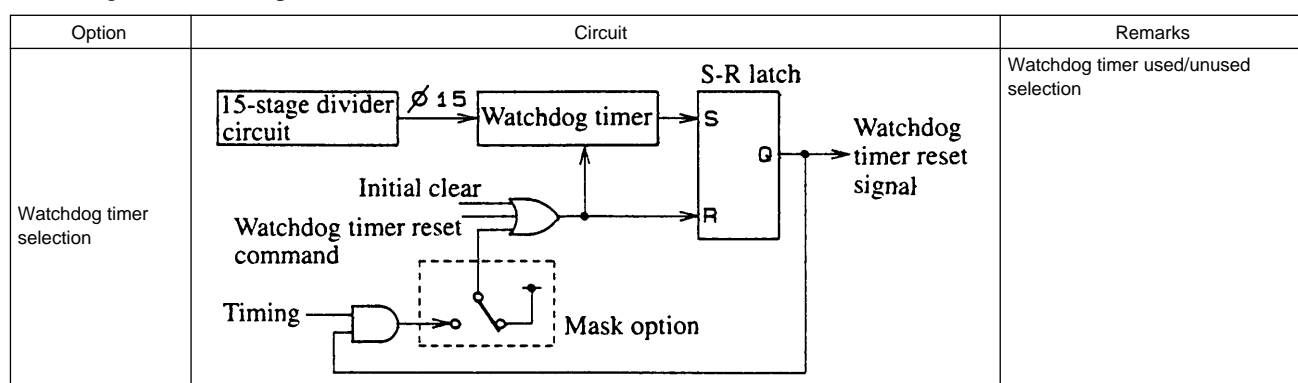 Option
Circuit
Remarks
Watchdog timer
selection
15-stage divider
circuit
Ø 15
Watchdog timer
S-R latch
S
Q
R
Watchdog
timer reset
signal
Initial clear
Watchdog timer reset
command
Timing
Mask option
Watchdog timer used/unused
selection